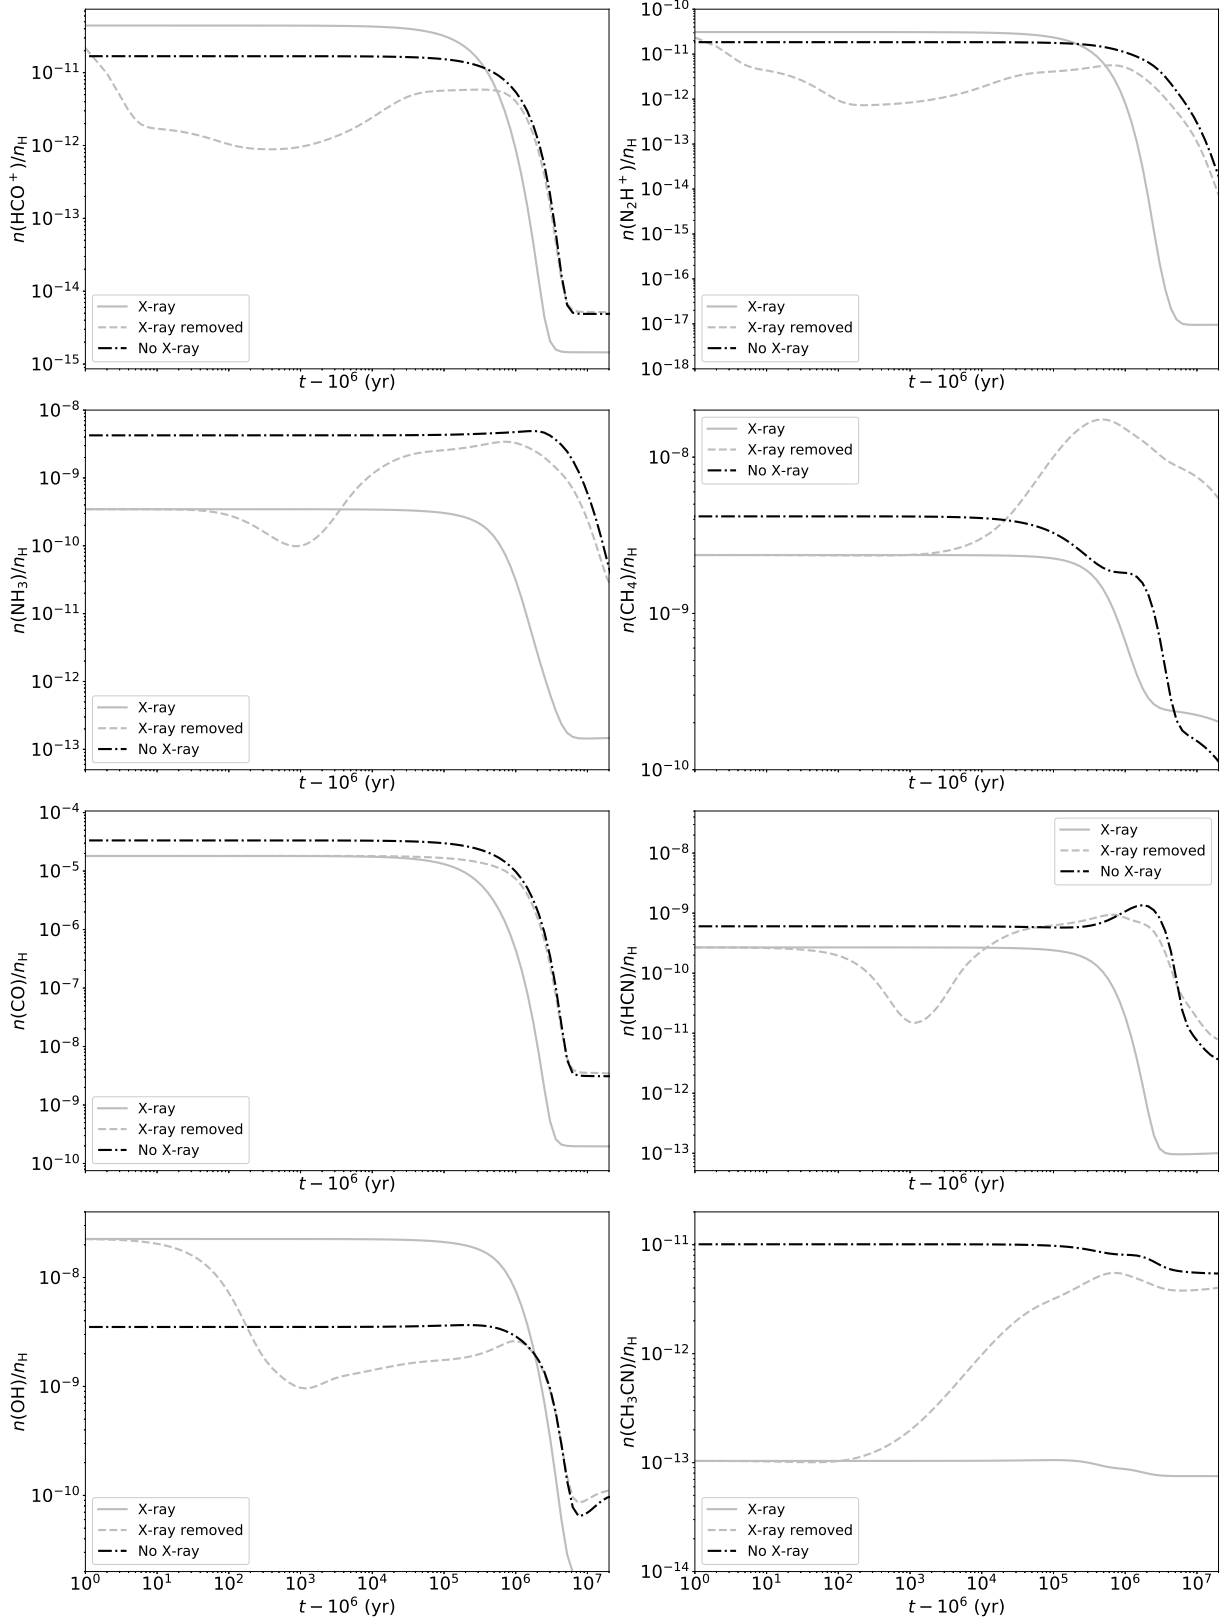 10⁻¹¹
10⁻¹²
10⁻¹³
10⁻¹⁴
10⁻¹⁵
n(HCO⁺)/n_H
X-ray
X-ray removed
No X-ray
t − 10⁶ (yr)
10⁻¹⁰
10⁻¹¹
10⁻¹²
10⁻¹³
10⁻¹⁴
10⁻¹⁵
10⁻¹⁶
10⁻¹⁷
10⁻¹⁸
n(N₂H⁺)/n_H
X-ray
X-ray removed
No X-ray
t − 10⁶ (yr)
10⁻⁸
10⁻⁹
10⁻¹⁰
10⁻¹¹
10⁻¹²
10⁻¹³
n(NH₃)/n_H
X-ray
X-ray removed
No X-ray
t − 10⁶ (yr)
10⁻⁸
10⁻⁹
10⁻¹⁰
n(CH₄)/n_H
X-ray
X-ray removed
No X-ray
t − 10⁶ (yr)
10⁻⁴
10⁻⁵
10⁻⁶
10⁻⁷
10⁻⁸
10⁻⁹
10⁻¹⁰
n(CO)/n_H
X-ray
X-ray removed
No X-ray
t − 10⁶ (yr)
10⁻⁸
10⁻⁹
10⁻¹⁰
10⁻¹¹
10⁻¹²
10⁻¹³
n(HCN)/n_H
X-ray
X-ray removed
No X-ray
t − 10⁶ (yr)
10⁻⁸
10⁻⁹
10⁻¹⁰
n(OH)/n_H
X-ray
X-ray removed
No X-ray
10⁰ 10¹ 10² 10³ 10⁴ 10⁵ 10⁶ 10⁷
t − 10⁶ (yr)
10⁻¹¹
10⁻¹²
10⁻¹³
10⁻¹⁴
n(CH₃CN)/n_H
X-ray
X-ray removed
No X-ray
10⁰ 10¹ 10² 10³ 10⁴ 10⁵ 10⁶ 10⁷
t − 10⁶ (yr)